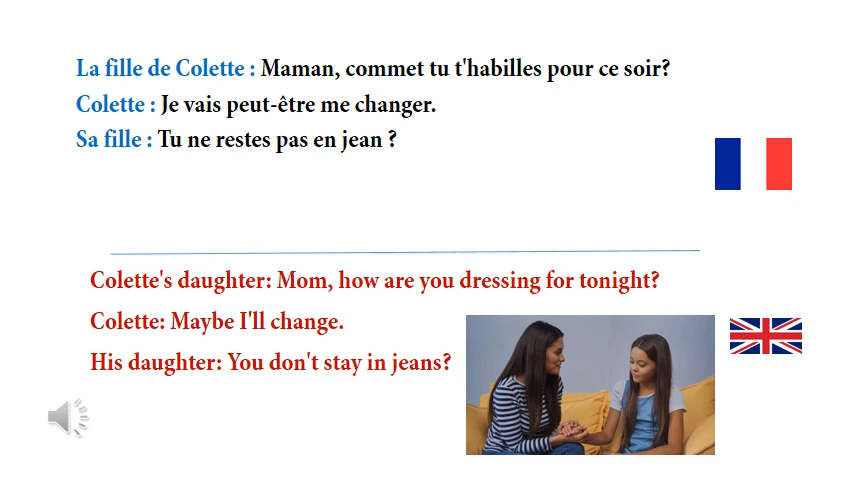 La fille de Colette : Maman, commet tu t'habilles pour ce soir?
Colette : Je vais peut-être me changer.
Sa fille : Tu ne restes pas en jean ?
Colette's daughter: Mom, how are you dressing for tonight?
Colette: Maybe I'll change.
His daughter: You don't stay in jeans?